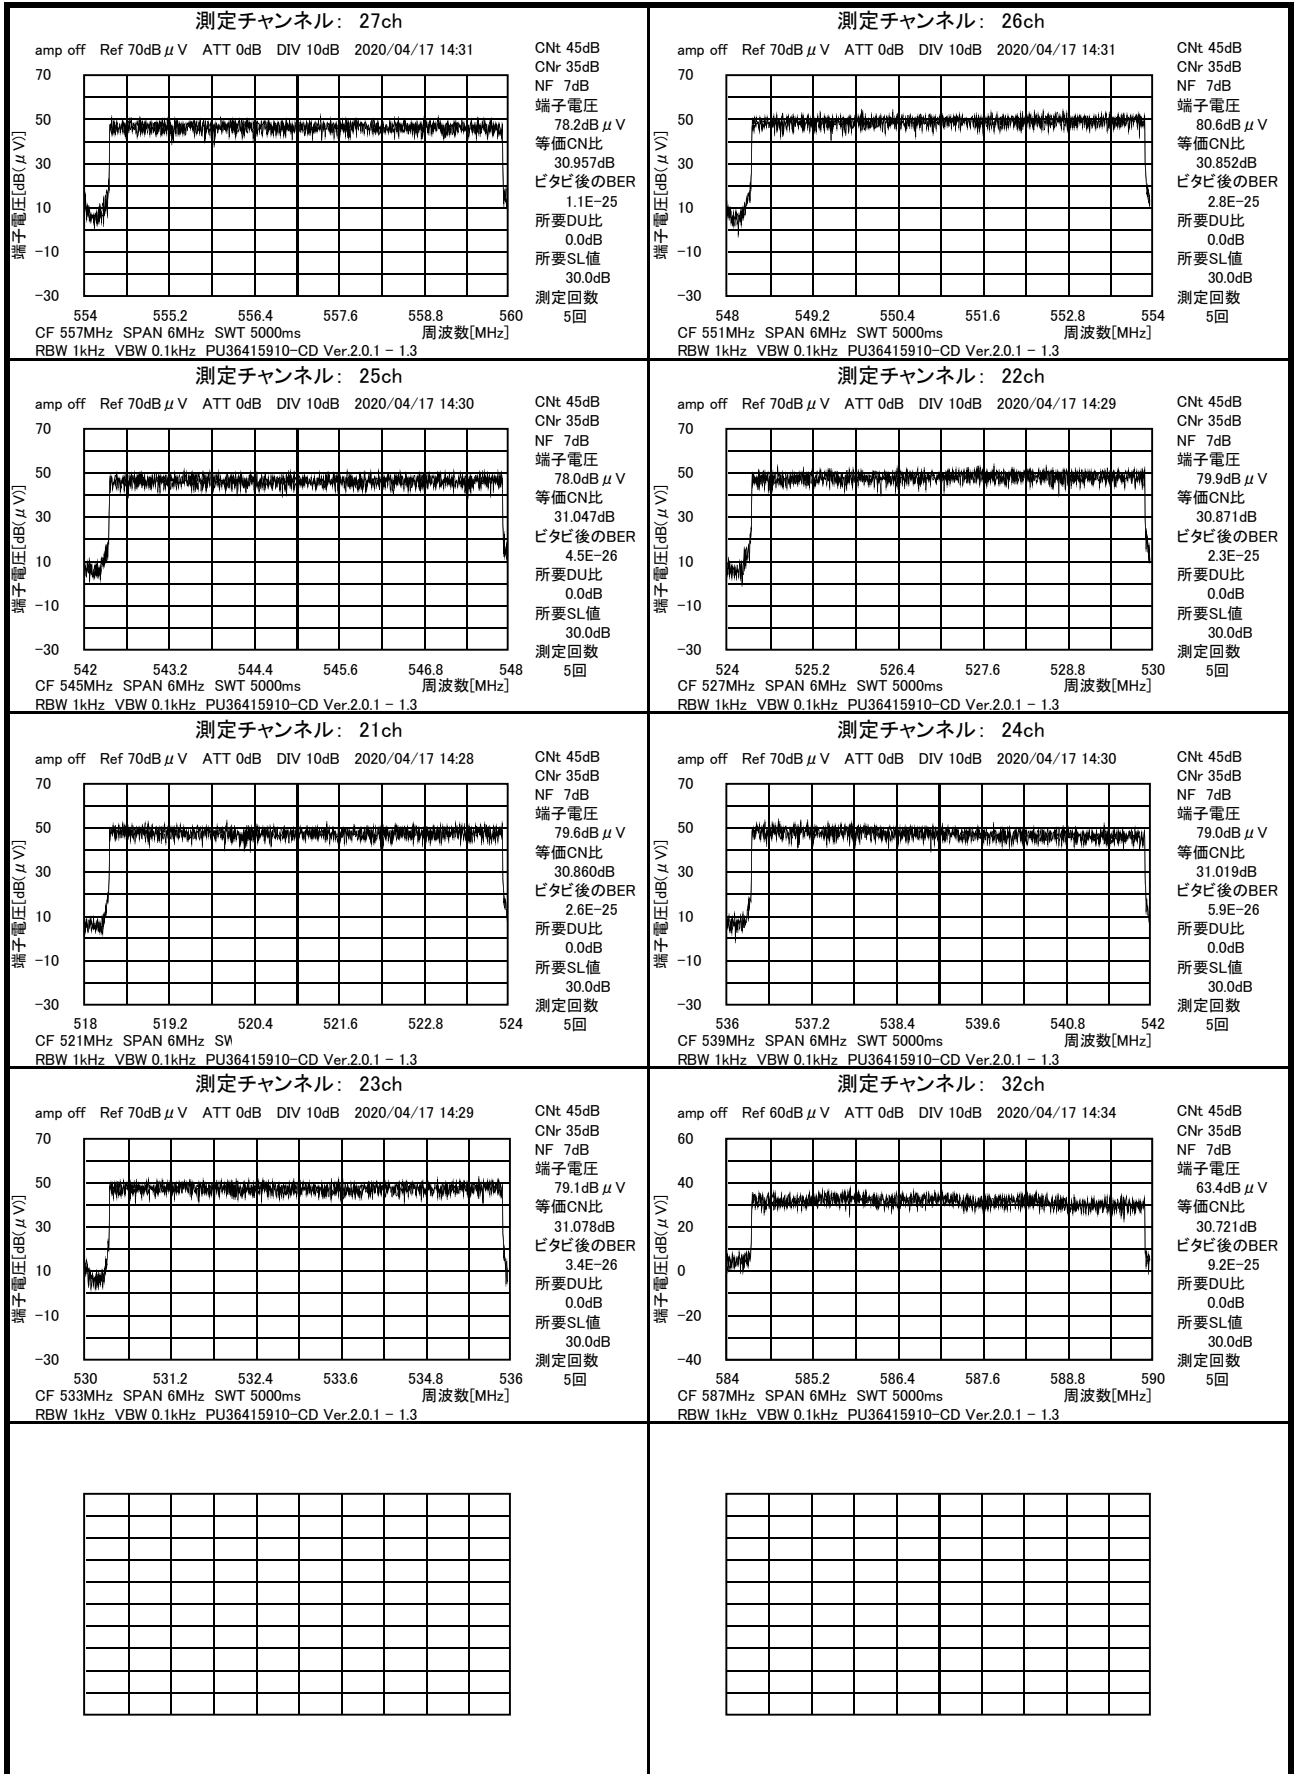 測定チャンネル： 27ch
amp off Ref 70dBμV ATT 0dB DIV 10dB 2020/04/17 14:31
端子電圧[dB(μV)]
70
50
30
10
-10
-30
554 555.2 556.4 557.6 558.8 560
CF 557MHz SPAN 6MHz SWT 5000ms 周波数[MHz]
RBW 1kHz VBW 0.1kHz PU36415910-CD Ver.2.0.1 - 1.3
CNt 45dB
CNr 35dB
NF 7dB
端子電圧
78.2dBμV
等価CN比
30.957dB
ビタビ後のBER
1.1E-25
所要DU比
0.0dB
所要SL値
30.0dB
測定回数
5回
測定チャンネル： 26ch
amp off Ref 70dBμV ATT 0dB DIV 10dB 2020/04/17 14:31
端子電圧[dB(μV)]
70
50
30
10
-10
-30
548 549.2 550.4 551.6 552.8 554
CF 551MHz SPAN 6MHz SWT 5000ms 周波数[MHz]
RBW 1kHz VBW 0.1kHz PU36415910-CD Ver.2.0.1 - 1.3
CNt 45dB
CNr 35dB
NF 7dB
端子電圧
80.6dBμV
等価CN比
30.852dB
ビタビ後のBER
2.8E-25
所要DU比
0.0dB
所要SL値
30.0dB
測定回数
5回
測定チャンネル： 25ch
amp off Ref 70dBμV ATT 0dB DIV 10dB 2020/04/17 14:30
端子電圧[dB(μV)]
70
50
30
10
-10
-30
542 543.2 544.4 545.6 546.8 548
CF 545MHz SPAN 6MHz SWT 5000ms 周波数[MHz]
RBW 1kHz VBW 0.1kHz PU36415910-CD Ver.2.0.1 - 1.3
CNt 45dB
CNr 35dB
NF 7dB
端子電圧
78.0dBμV
等価CN比
31.047dB
ビタビ後のBER
4.5E-26
所要DU比
0.0dB
所要SL値
30.0dB
測定回数
5回
測定チャンネル： 22ch
amp off Ref 70dBμV ATT 0dB DIV 10dB 2020/04/17 14:29
端子電圧[dB(μV)]
70
50
30
10
-10
-30
524 525.2 526.4 527.6 528.8 530
CF 527MHz SPAN 6MHz SWT 5000ms 周波数[MHz]
RBW 1kHz VBW 0.1kHz PU36415910-CD Ver.2.0.1 - 1.3
CNt 45dB
CNr 35dB
NF 7dB
端子電圧
79.9dBμV
等価CN比
30.871dB
ビタビ後のBER
2.3E-25
所要DU比
0.0dB
所要SL値
30.0dB
測定回数
5回
測定チャンネル： 21ch
amp off Ref 70dBμV ATT 0dB DIV 10dB 2020/04/17 14:28
端子電圧[dB(μV)]
70
50
30
10
-10
-30
518 519.2 520.4 521.6 522.8 524
CF 521MHz SPAN 6MHz SW
RBW 1kHz VBW 0.1kHz PU36415910-CD Ver.2.0.1 - 1.3
CNt 45dB
CNr 35dB
NF 7dB
端子電圧
79.6dBμV
等価CN比
30.860dB
ビタビ後のBER
2.6E-25
所要DU比
0.0dB
所要SL値
30.0dB
測定回数
5回
測定チャンネル： 24ch
amp off Ref 70dBμV ATT 0dB DIV 10dB 2020/04/17 14:30
端子電圧[dB(μV)]
70
50
30
10
-10
-30
536 537.2 538.4 539.6 540.8 542
CF 539MHz SPAN 6MHz SWT 5000ms 周波数[MHz]
RBW 1kHz VBW 0.1kHz PU36415910-CD Ver.2.0.1 - 1.3
CNt 45dB
CNr 35dB
NF 7dB
端子電圧
79.0dBμV
等価CN比
31.019dB
ビタビ後のBER
5.9E-26
所要DU比
0.0dB
所要SL値
30.0dB
測定回数
5回
測定チャンネル： 23ch
amp off Ref 70dBμV ATT 0dB DIV 10dB 2020/04/17 14:29
端子電圧[dB(μV)]
70
50
30
10
-10
-30
530 531.2 532.4 533.6 534.8 536
CF 533MHz SPAN 6MHz SWT 5000ms 周波数[MHz]
RBW 1kHz VBW 0.1kHz PU36415910-CD Ver.2.0.1 - 1.3
CNt 45dB
CNr 35dB
NF 7dB
端子電圧
79.1dBμV
等価CN比
31.078dB
ビタビ後のBER
3.4E-26
所要DU比
0.0dB
所要SL値
30.0dB
測定回数
5回
測定チャンネル： 32ch
amp off Ref 60dBμV ATT 0dB DIV 10dB 2020/04/17 14:34
端子電圧[dB(μV)]
60
40
20
0
-20
-40
584 585.2 586.4 587.6 588.8 590
CF 587MHz SPAN 6MHz SWT 5000ms 周波数[MHz]
RBW 1kHz VBW 0.1kHz PU36415910-CD Ver.2.0.1 - 1.3
CNt 45dB
CNr 35dB
NF 7dB
端子電圧
63.4dBμV
等価CN比
30.721dB
ビタビ後のBER
9.2E-25
所要DU比
0.0dB
所要SL値
30.0dB
測定回数
5回